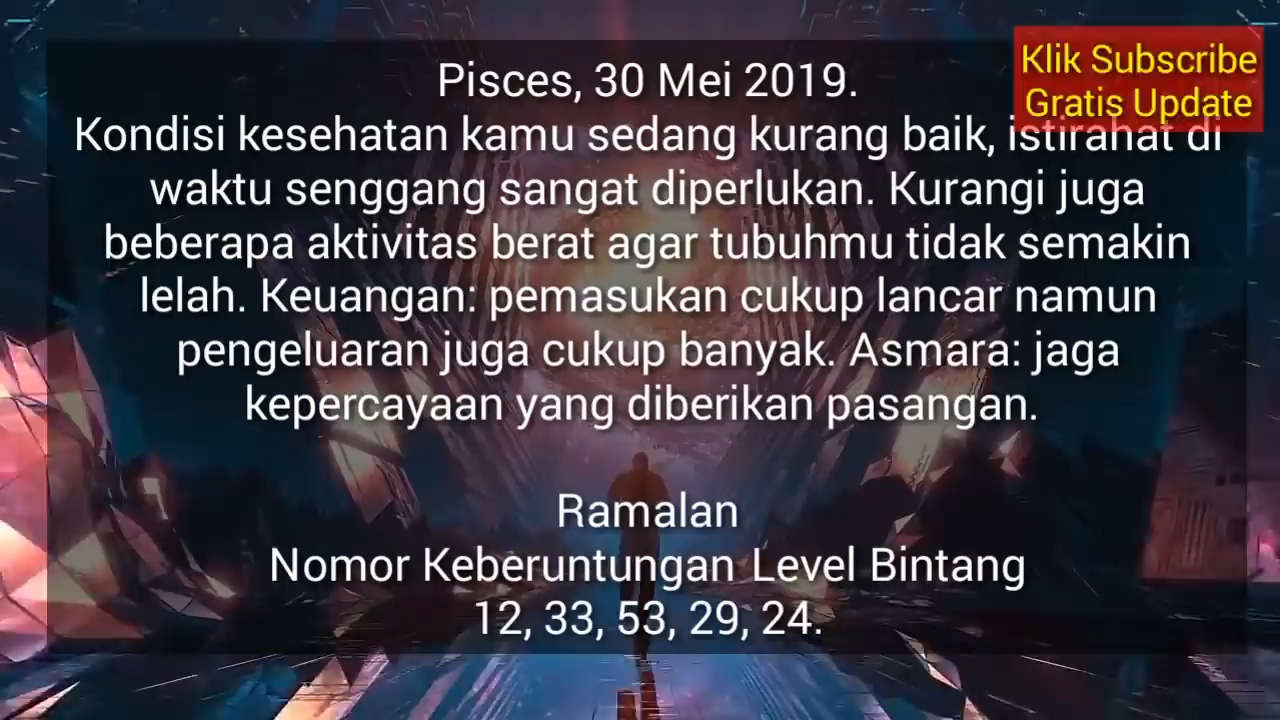 Pisces, 30 Mei 2019.
Kondisi kesehatan kamu sedang kurang baik, istirahat di
waktu senggang sangat diperlukan. Kurangi juga
beberapa aktivitas berat agar tubuhmu tidak semakin
lelah. Keuangan: pemasukan cukup lancar namun
pengeluaran juga cukup banyak. Asmara: jaga
kepercayaan yang diberikan pasangan.
Ramalan
Nomor Keberuntungan Level Bintang
12, 33, 53, 29, 24.
Klik Subscribe
Gratis Update